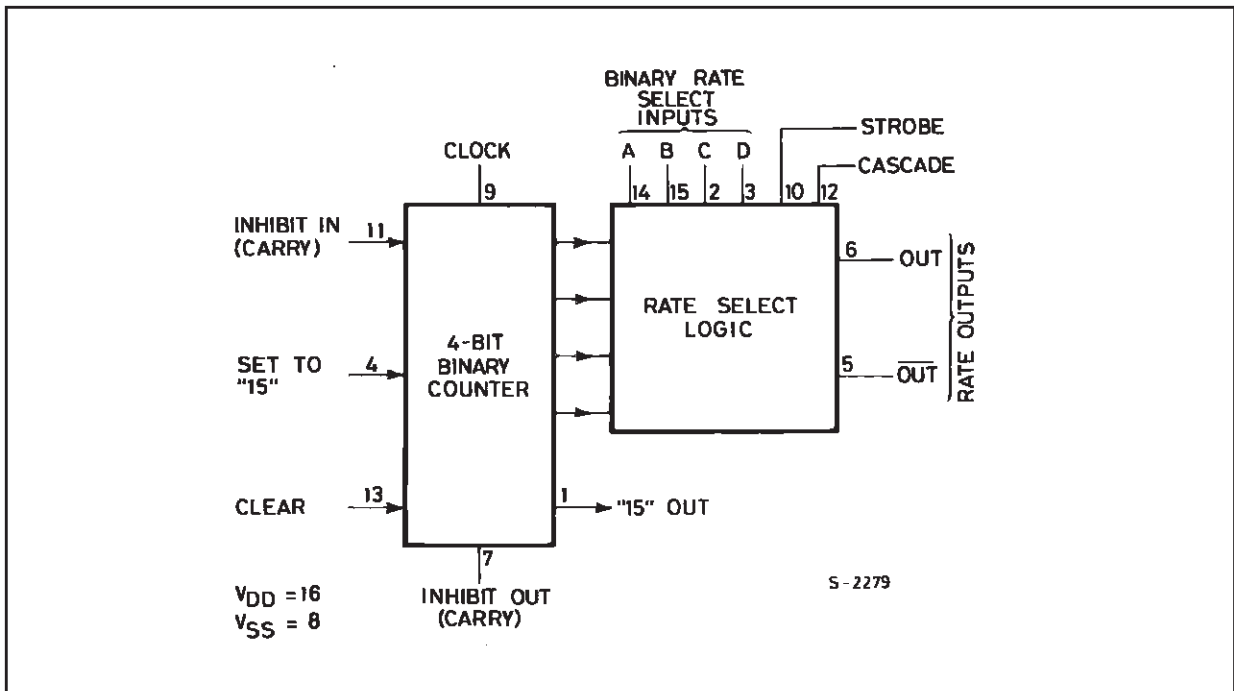 BINARY RATE
SELECT
INPUTS
A B C D
STROBE
CASCADE
CLOCK
9
14 15 2 3 10 12
INHIBIT IN
(CARRY)
11
6
OUT
RATE SELECT
LOGIC
4-BIT
BINARY
COUNTER
SET TO
"15"
4
5
OUT
RATE OUTPUTS
CLEAR
13
1
"15" OUT
7
INHIBIT OUT
(CARRY)
VDD = 16
VSS = 8
S-2279